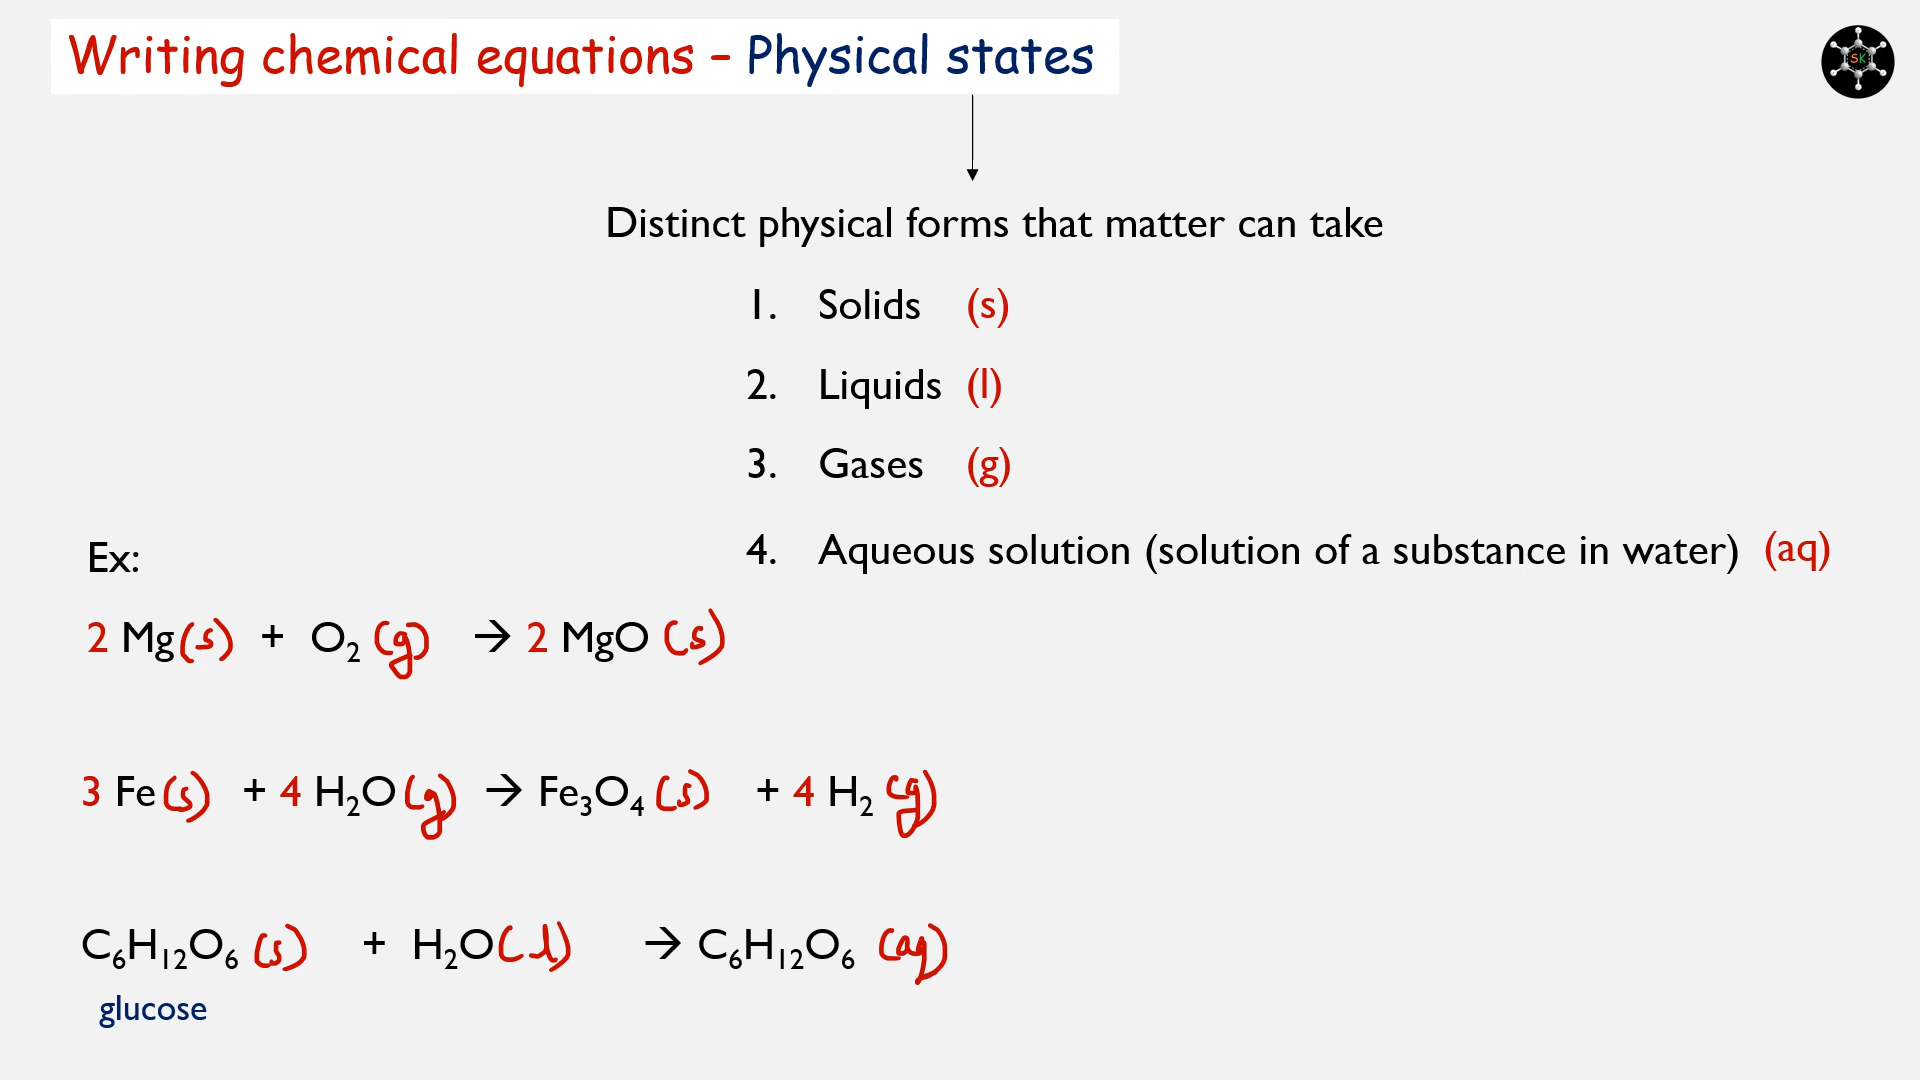 Writing chemical equations – Physical states
SK
Distinct physical forms that matter can take
1. Solids (s)
2. Liquids (l)
3. Gases (g)
4. Aqueous solution (solution of a substance in water) (aq)
Ex:
2 Mg(s) + O₂ (g) → 2 MgO (s)
3 Fe(s) + 4 H₂O(g) → Fe₃O₄ (s) + 4 H₂ (g)
C₆H₁₂O₆ (s) + H₂O(l) → C₆H₁₂O₆ (aq)
glucose